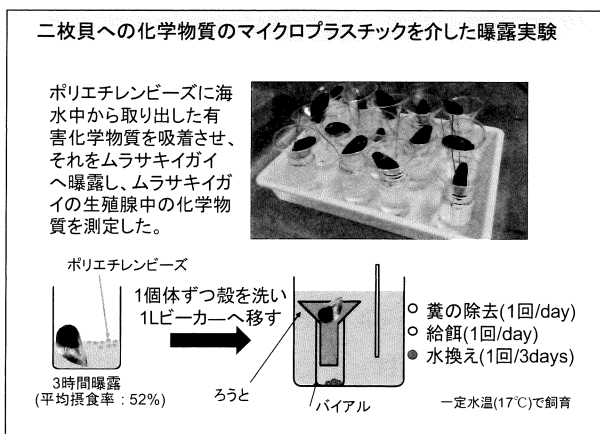 二枚貝への化学物質のマイクロプラスチックを介した曝露実験
ポリエチレンビーズに海
水中から取り出した有
害化学物質を吸着させ、
それをムラサキイガイ
へ曝露し、ムラサキイガ
イの生殖腺中の化学物
質を測定した。
ポリエチレンビーズ
1個体ずつ殻を洗い
1Lビーカーへ移す
3時間曝露
(平均摂食率：52%)
ろうと
バイアル
○ 糞の除去(1回/day)
○ 給餌(1回/day)
● 水換え(1回/3days)
一定水温(17℃)で飼育